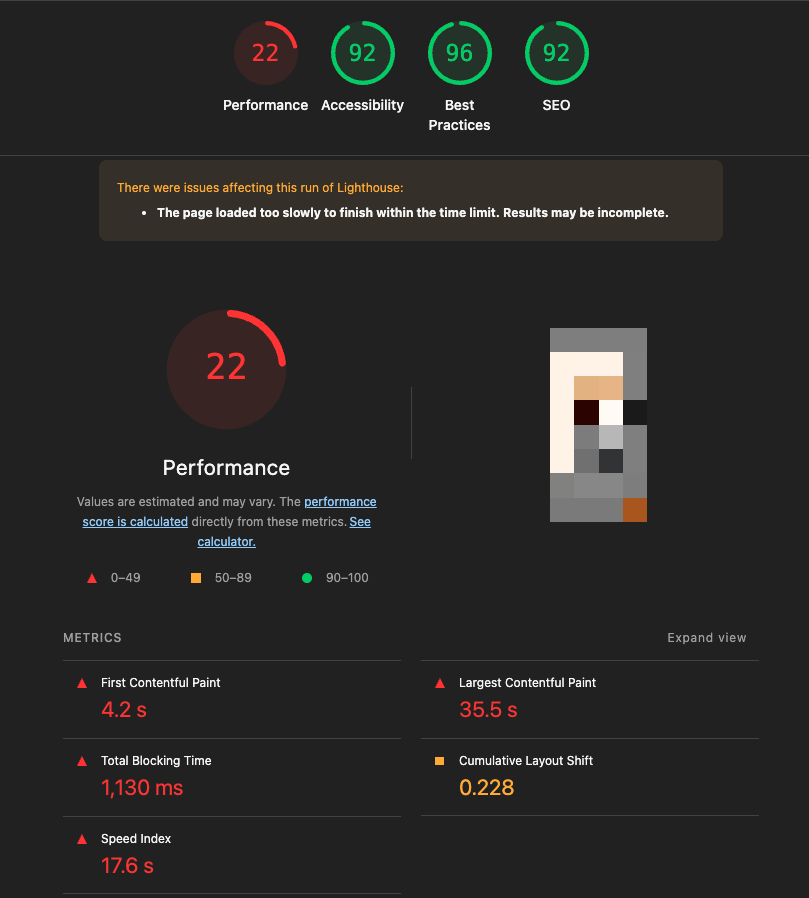 22
92
96
92
Performance
Accessibility
Best
Practices
SEO
There were issues affecting this run of Lighthouse:
• The page loaded too slowly to finish within the time limit. Results may be incomplete.
22
Performance
Values are estimated and may vary. The performance
score is calculated directly from these metrics. See
calculator.
0–49
50–89
90–100
METRICS
Expand view
First Contentful Paint
4.2 s
Largest Contentful Paint
35.5 s
Total Blocking Time
1,130 ms
Cumulative Layout Shift
0.228
Speed Index
17.6 s